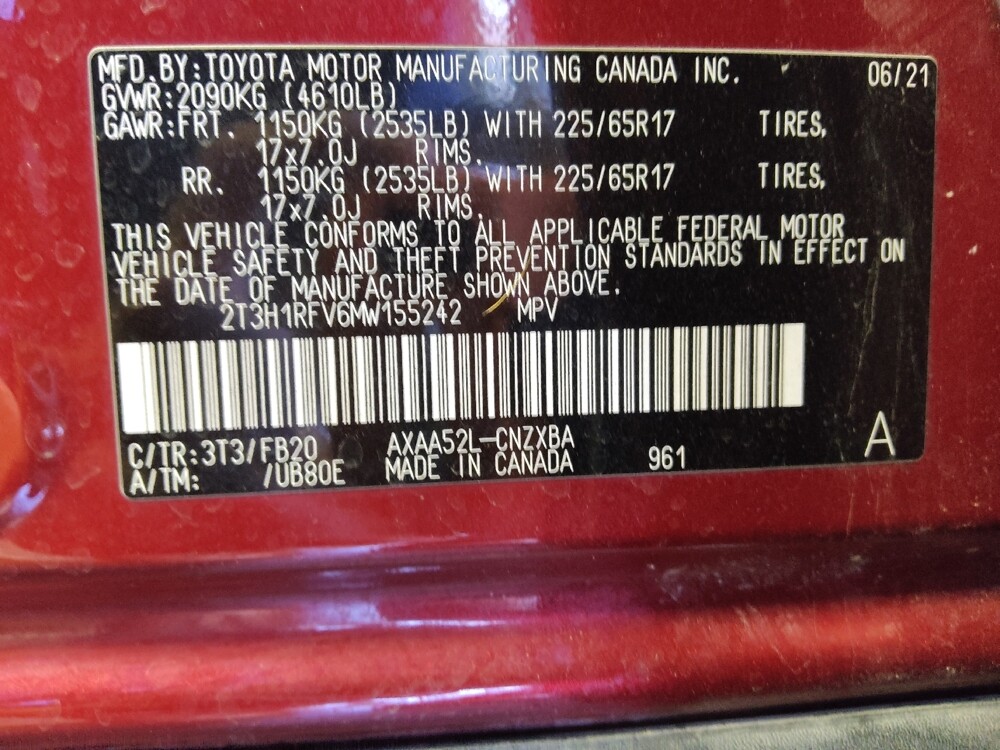 MFD.BY:TOYOTA MOTOR MANUFACTURING CANADA INC. 06/21
GVWR:2090KG (4610LB)
GAWR:FRT. 1150KG (2535LB) WITH 225/65R17 TIRES,
17x7.0J RIMS.
RR. 1150KG (2535LB) WITH 225/65R17 TIRES,
17x7.0J RIMS.
THIS VEHICLE CONFORMS TO ALL APPLICABLE FEDERAL MOTOR
VEHICLE SAFETY AND THEFT PREVENTION STANDARDS IN EFFECT ON
THE DATE OF MANUFACTURE SHOWN ABOVE.
2T3H1RFV6MW155242 MPV
C/TR:3T3/FB20 AXAA52L-CNZXBA
A/TM: /UB80E MADE IN CANADA 961 A